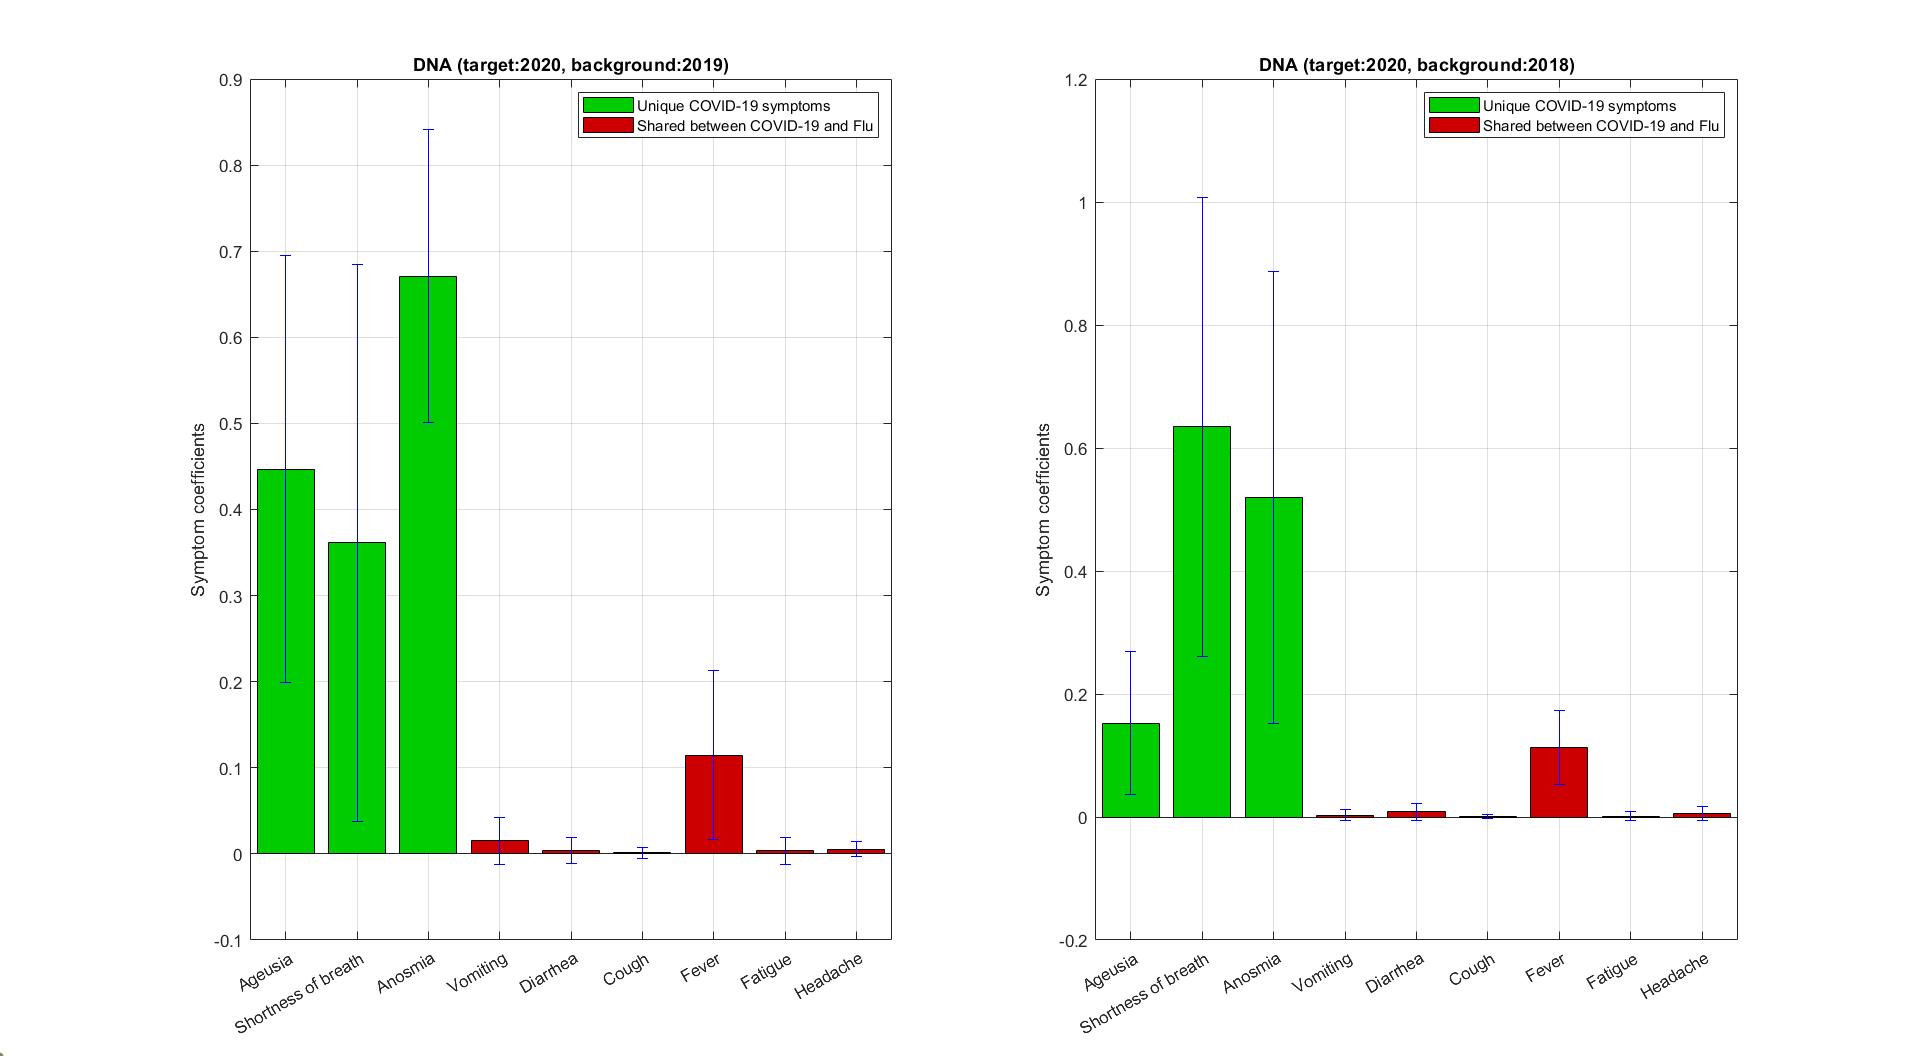 DNA (target:2020, background:2019)
Unique COVID-19 symptoms
Shared between COVID-19 and Flu
Symptom coefficients
0.9
0.8
0.7
0.6
0.5
0.4
0.3
0.2
0.1
0
-0.1
Ageusia
Shortness of breath
Anosmia
Vomiting
Diarrhea
Cough
Fever
Fatigue
Headache
DNA (target:2020, background:2018)
Unique COVID-19 symptoms
Shared between COVID-19 and Flu
Symptom coefficients
1.2
1
0.8
0.6
0.4
0.2
0
-0.2
Ageusia
Shortness of breath
Anosmia
Vomiting
Diarrhea
Cough
Fever
Fatigue
Headache